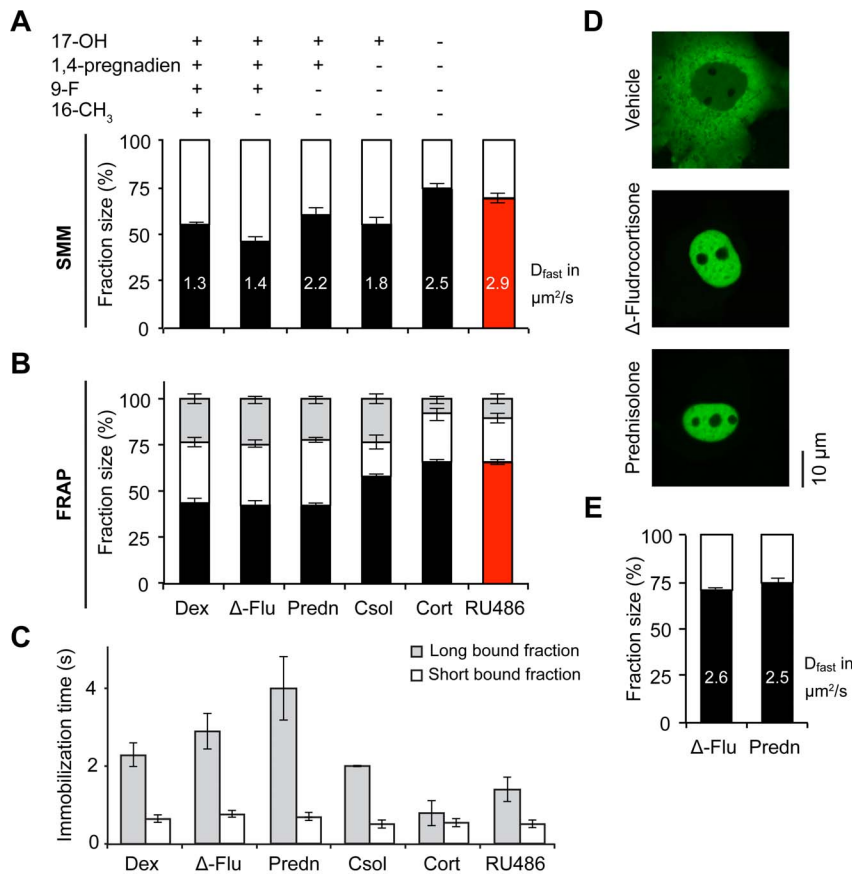 A
17-OH + + + + -
1,4-pregnadien + + + - -
9-F + + - - -
16-CH3 + - - - -
SMM
Fraction size (%)
100
75
50
25
0
1.3 1.4 2.2 1.8 2.5 2.9
Dfast in
µm²/s
B
FRAP
Fraction size (%)
100
75
50
25
0
Dex Δ-Flu Predn Csol Cort RU486
C
Immobilization time (s)
4
2
0
Long bound fraction
Short bound fraction
Dex Δ-Flu Predn Csol Cort RU486
D
Vehicle
Δ-Fludrocortisone
Prednisolone
10 µm
E
Fraction size (%)
100
75
50
25
0
2.6 2.5
Dfast in
µm²/s
Δ-Flu Predn